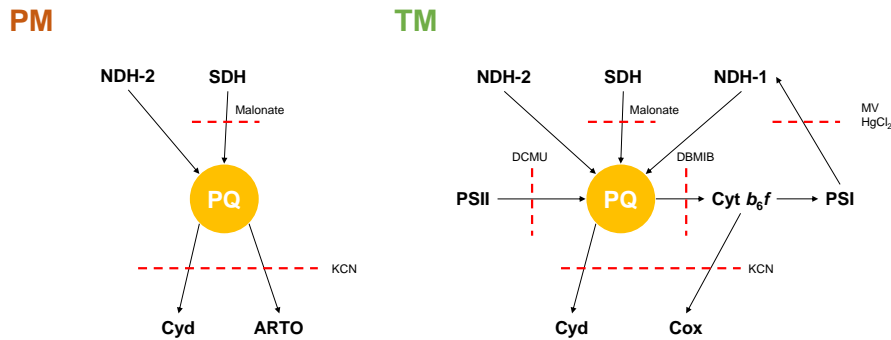 PM
TM
NDH-2
SDH
NDH-2
SDH
NDH-1
Malonate
Malonate
MV
HgCl2
DCMU
DBMIB
PQ
PSII
PQ
Cyt b6f
PSI
KCN
KCN
Cyd
ARTO
Cyd
Cox